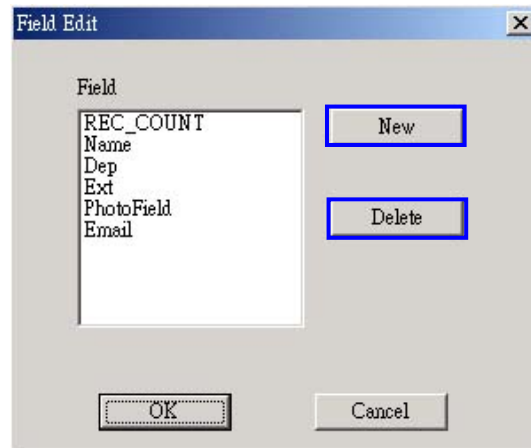 Field Edit
Field
REC_COUNT
Name
Dep
Ext
PhotoField
Email
New
Delete
OK
Cancel